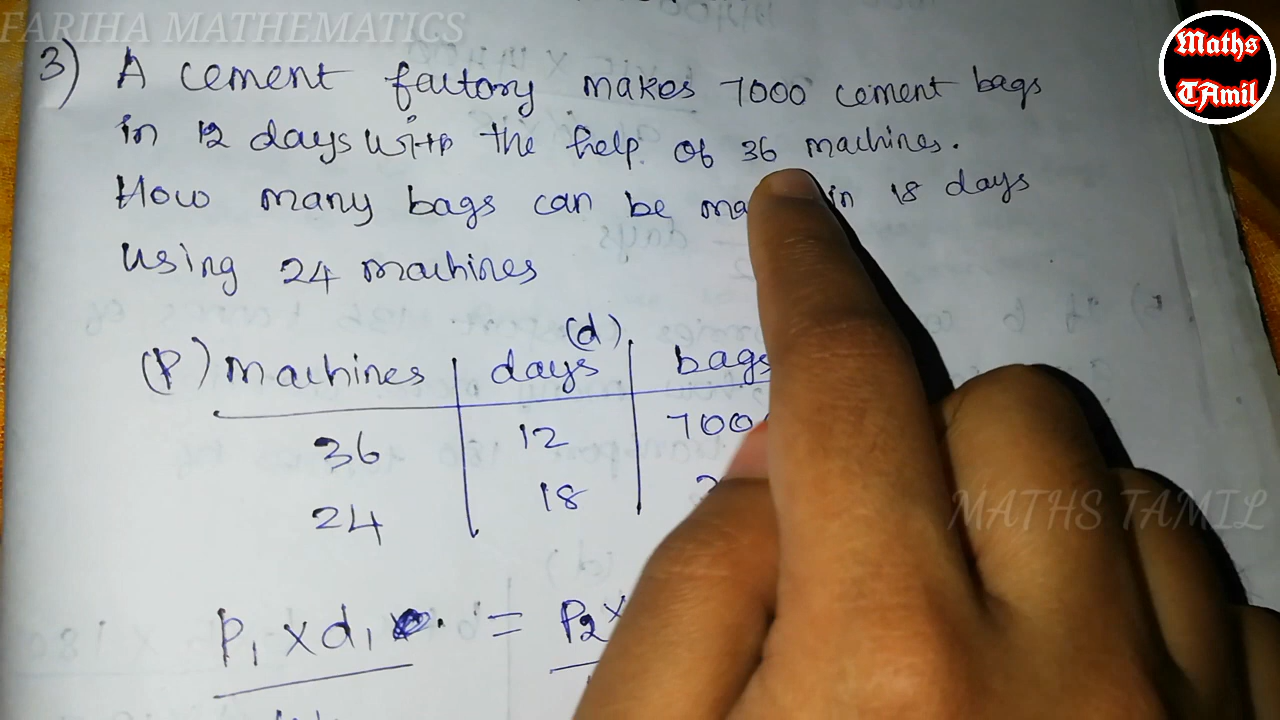 FARIHA MATHEMATICS
Maths
TAmil
3) A cement factory makes 7000 cement bags
in 12 days with the help of 36 machines.
How many bags can be in 18 days
using 24 machines
(P) machines days (d) bags
36 12
24 18
P1 x d1 = P2 x
MATHS TAMIL